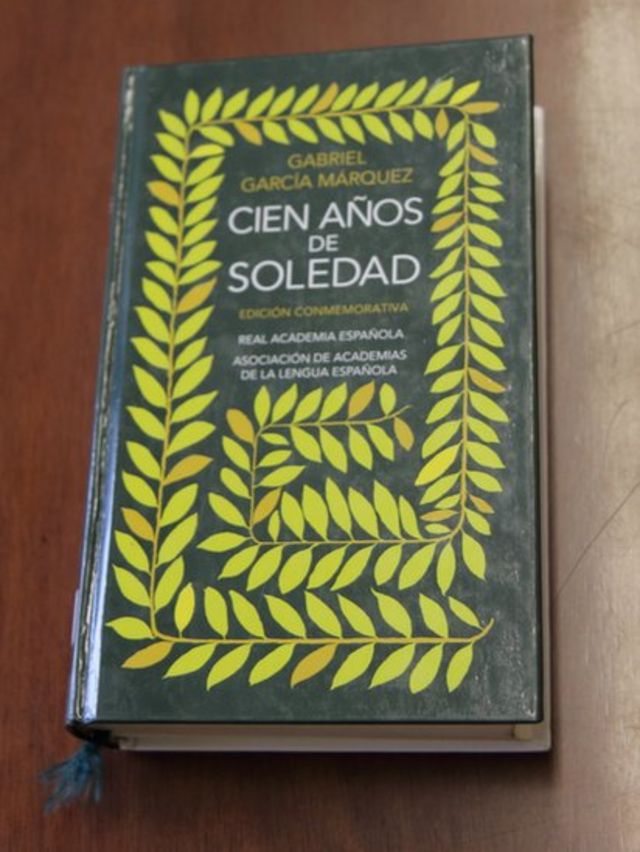 GABRIEL
GARCÍA MÁRQUEZ
CIEN AÑOS
DE
SOLEDAD
EDICIÓN CONMEMORATIVA
REAL ACADEMIA ESPAÑOLA
ASOCIACIÓN DE ACADEMIAS
DE LA LENGUA ESPAÑOLA